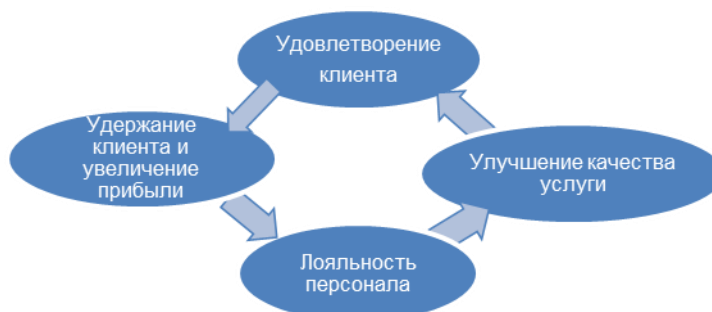 Удовлетворение
клиента
Удержание
клиента и
увеличение
прибыли
Улучшение качества
услуги
Лояльность
персонала